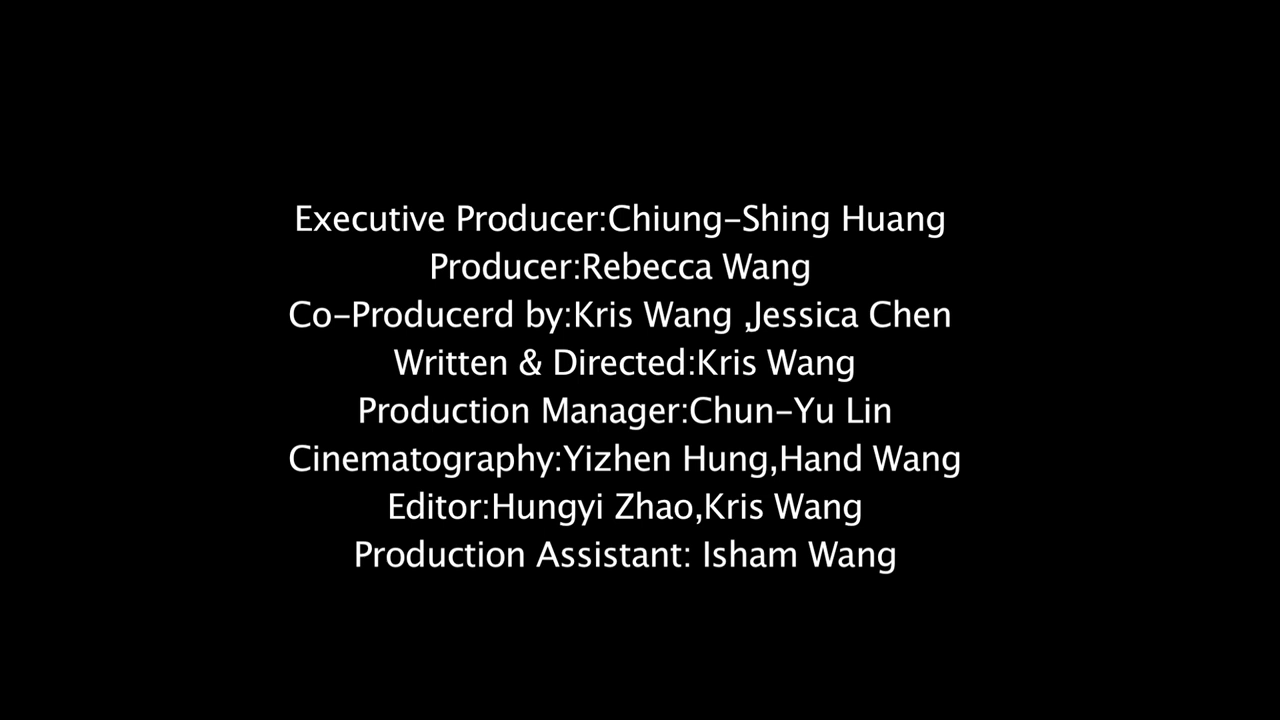 Executive Producer:Chiung-Shing Huang
Producer:Rebecca Wang
Co-Producerd by:Kris Wang ,Jessica Chen
Written & Directed:Kris Wang
Production Manager:Chun-Yu Lin
Cinematography:Yizhen Hung,Hand Wang
Editor:Hungyi Zhao,Kris Wang
Production Assistant: Isham Wang